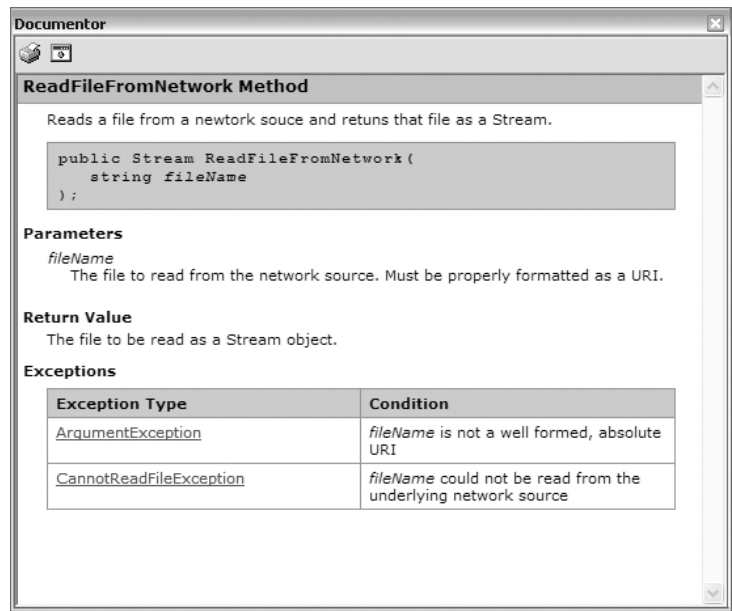 Documentor
ReadFileFromNetwork Method
Reads a file from a newtork souce and retuns that file as a Stream.
public Stream ReadFileFromNetwork(
string fileName
);
Parameters
fileName
The file to read from the network source. Must be properly formatted as a URI.
Return Value
The file to be read as a Stream object.
Exceptions
Exception Type Condition
ArgumentException fileName is not a well formed, absolute
URI
CannotReadFileException fileName could not be read from the
underlying network source